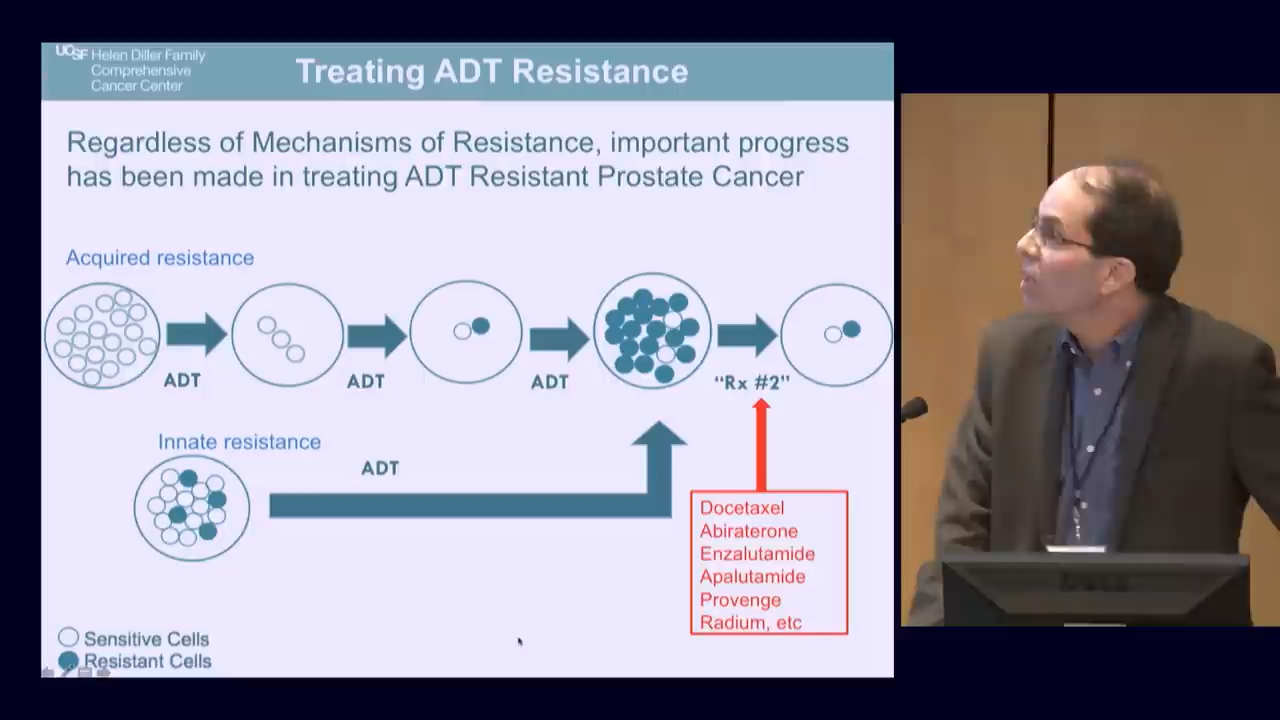 UCSF Helen Diller Family
Comprehensive
Cancer Center
Treating ADT Resistance
Regardless of Mechanisms of Resistance, important progress
has been made in treating ADT Resistant Prostate Cancer
Acquired resistance
ADT
ADT
ADT
“Rx #2”
Innate resistance
ADT
Docetaxel
Abiraterone
Enzalutamide
Apalutamide
Provenge
Radium, etc
Sensitive Cells
Resistant Cells
DELL